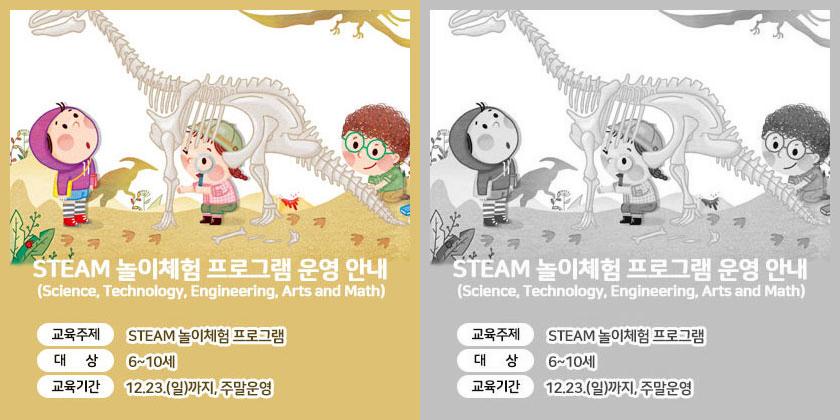 STEAM 놀이체험 프로그램 운영 안내
(Science, Technology, Engineering, Arts and Math)
교육주제 STEAM 놀이체험 프로그램
대 상 6~10세
교육기간 12.23.(일)까지, 주말운영
STEAM 놀이체험 프로그램 운영 안내
(Science, Technology, Engineering, Arts and Math)
교육주제 STEAM 놀이체험 프로그램
대 상 6~10세
교육기간 12.23.(일)까지, 주말운영